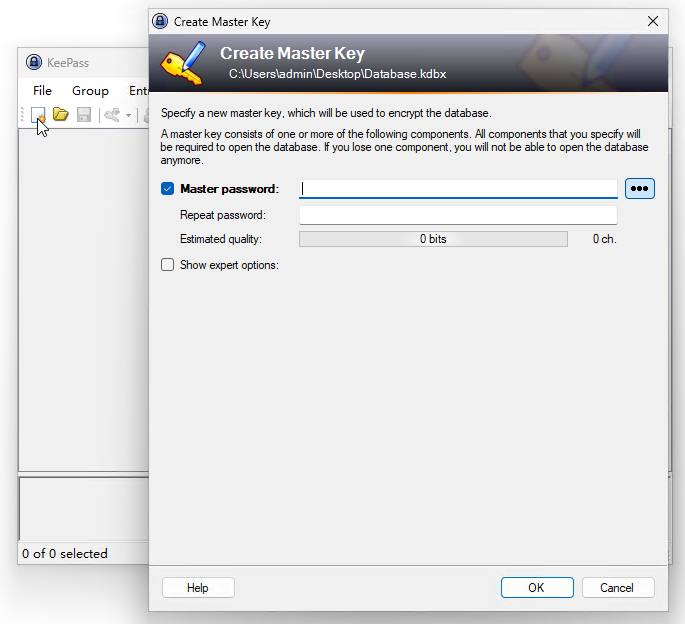 Create Master Key
KeePass
Create Master Key
C:\Users\admin\Desktop\Database.kdbx
File Group
Specify a new master key, which will be used to encrypt the database.
A master key consists of one or more of the following components. All components that you specify will
be required to open the database. If you lose one component, you will not be able to open the database
anymore.
Master password:
Repeat password:
Estimated quality: 0 bits 0 ch.
Show expert options:
0 of 0 selected
Help OK Cancel